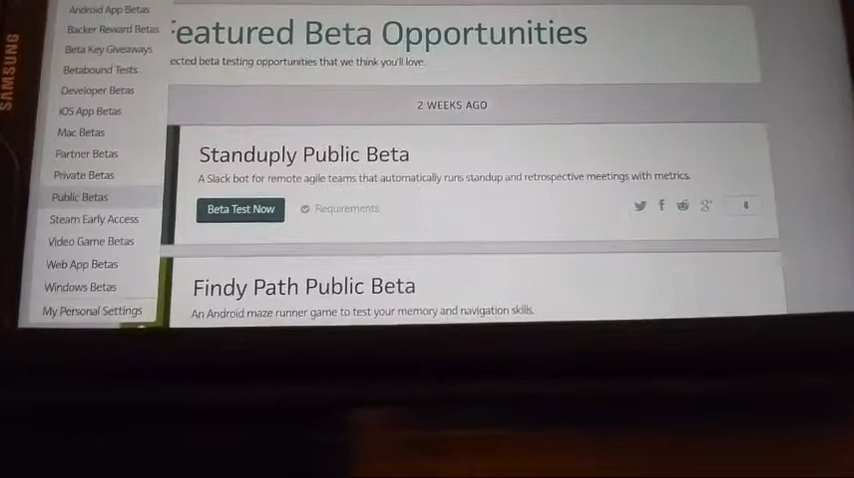 SAMSUNG
Android App Betas
Backer Reward Betas
Beta Key Giveaways
Betabound Tests
Developer Betas
iOS App Betas
Mac Betas
Partner Betas
Private Betas
Public Betas
Steam Early Access
Video Game Betas
Web App Betas
Windows Betas
My Personal Settings
eatured Beta Opportunities
ected beta testing opportunities that we think you'll love.
2 WEEKS AGO
Standuply Public Beta
A Slack bot for remote agile teams that automatically runs standup and retrospective meetings with metrics.
Beta Test Now
Requirements
Findy Path Public Beta
An Android maze runner game to test your memory and navigation skills.